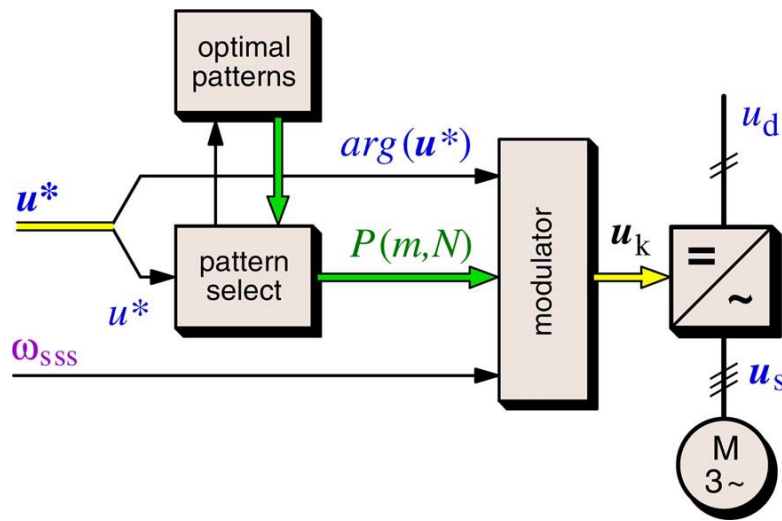 optimal
patterns
u_d
arg(u*)
u*
P(m,N)
pattern
select
modulator
u_k
=
~
u*
ω_sss
u_s
M
3~